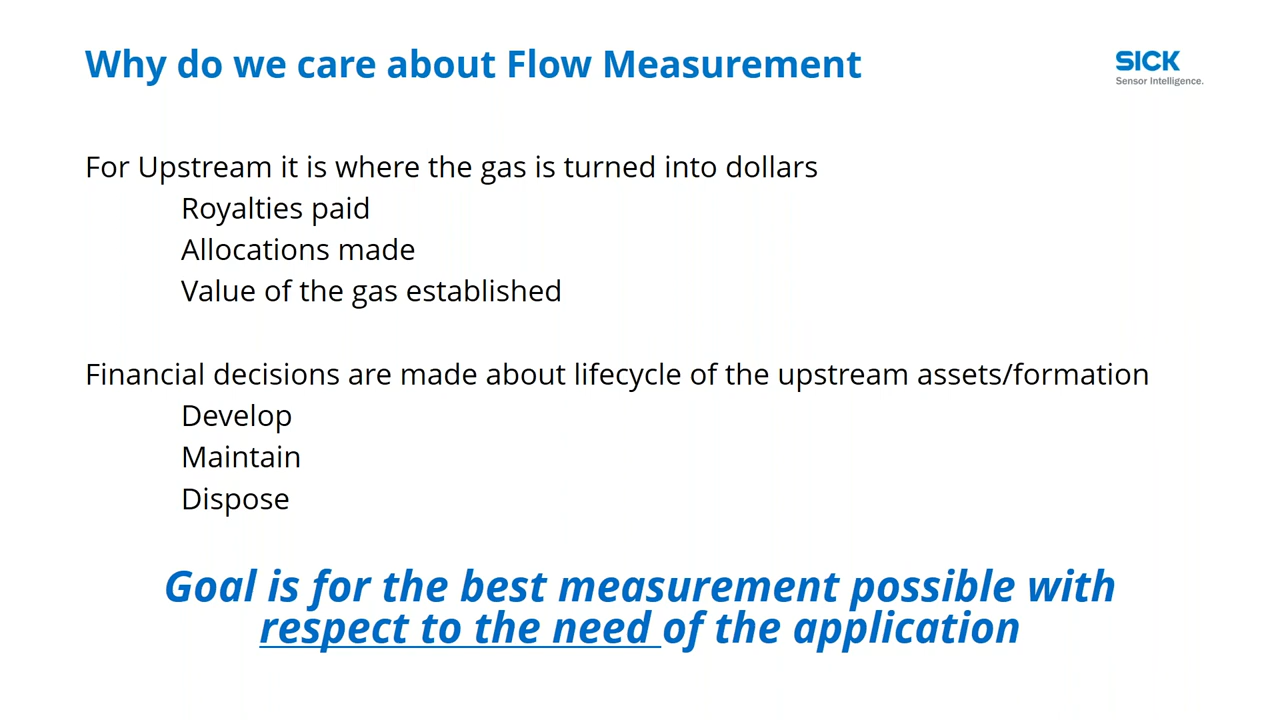 Why do we care about Flow Measurement
SICK
Sensor Intelligence.
For Upstream it is where the gas is turned into dollars
Royalties paid
Allocations made
Value of the gas established
Financial decisions are made about lifecycle of the upstream assets/formation
Develop
Maintain
Dispose
Goal is for the best measurement possible with
respect to the need of the application